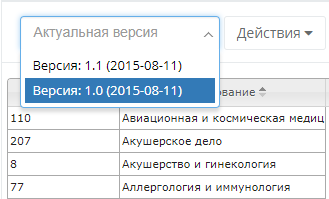 Актуальная версия
Действия
Версия: 1.1 (2015-08-11)
Версия: 1.0 (2015-08-11)
ование
110 Авиационная и космическая медиц
207 Акушерское дело
8 Акушерство и гинекология
77 Аллергология и иммунология